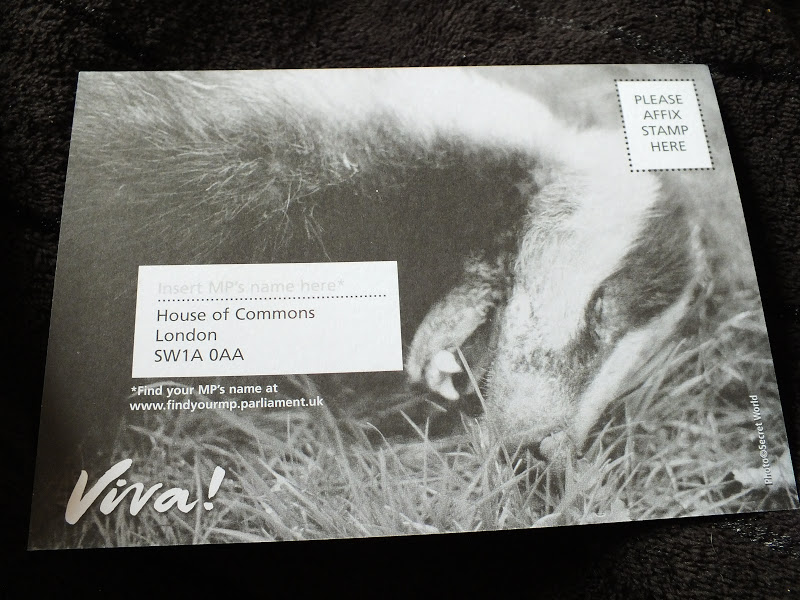 PLEASE
AFFIX
STAMP
HERE
Insert MP's name here*
House of Commons
London
SW1A 0AA
*Find your MP's name at
www.findyourmp.parliament.uk
Viva!
Photo©Secret World